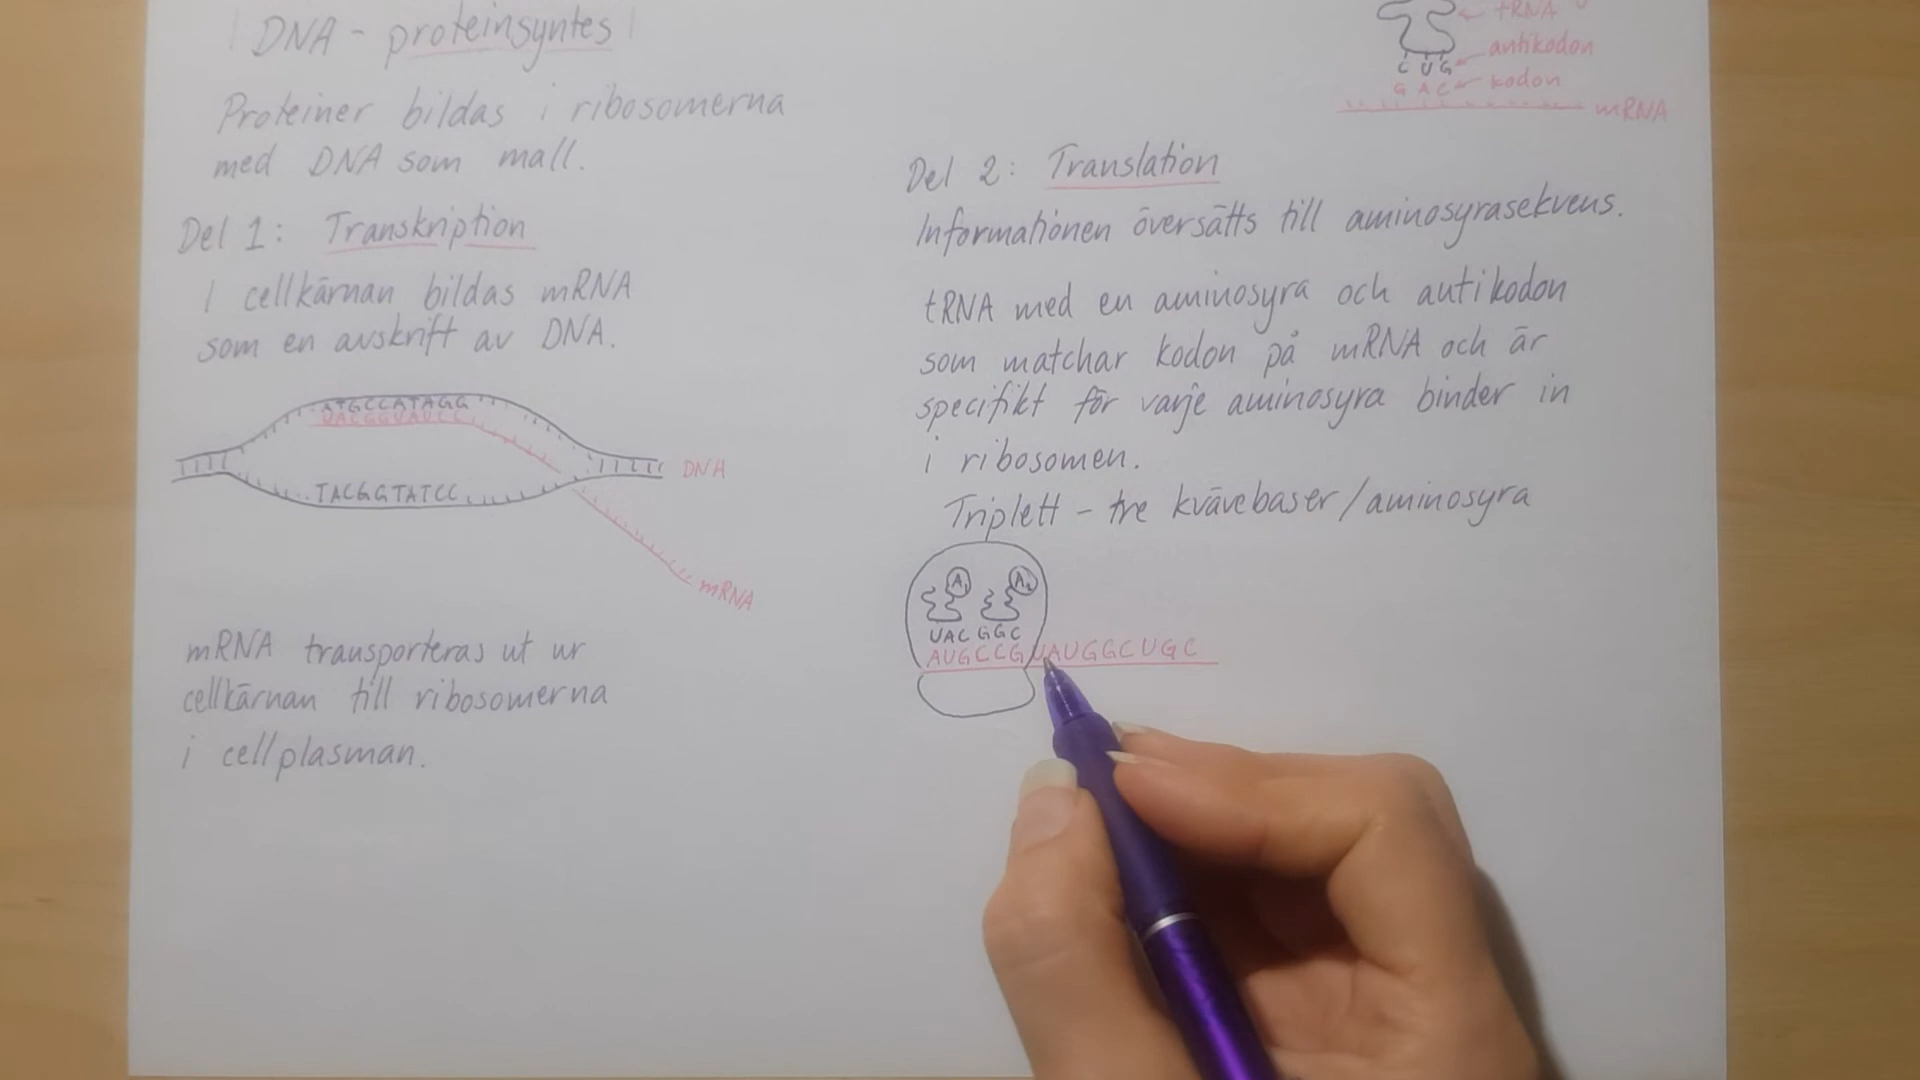 DNA - proteinsyntes
Proteiner bildas i ribosomerna
med DNA som mall.
Del 1: Transkription
I cellkärnan bildas mRNA
som en avskrift av DNA.
ATGCCATAGG
UACGGUAUCC
DNA
TACGGTATCC
mRNA
mRNA transporteras ut ur
cellkärnan till ribosomerna
i cellplasman.
tRNA
antikodon
CUG
GAC
kodon
mRNA
Del 2: Translation
Informationen översätts till aminosyrasekvens.
tRNA med en aminosyra och antikodon
som matchar kodon på mRNA och är
specifikt för varje aminosyra binder in
i ribosomen.
Triplett - tre kvävebaser/aminosyra
A1 A2
UAC GGC
AUGCCGUAUGGCUGC